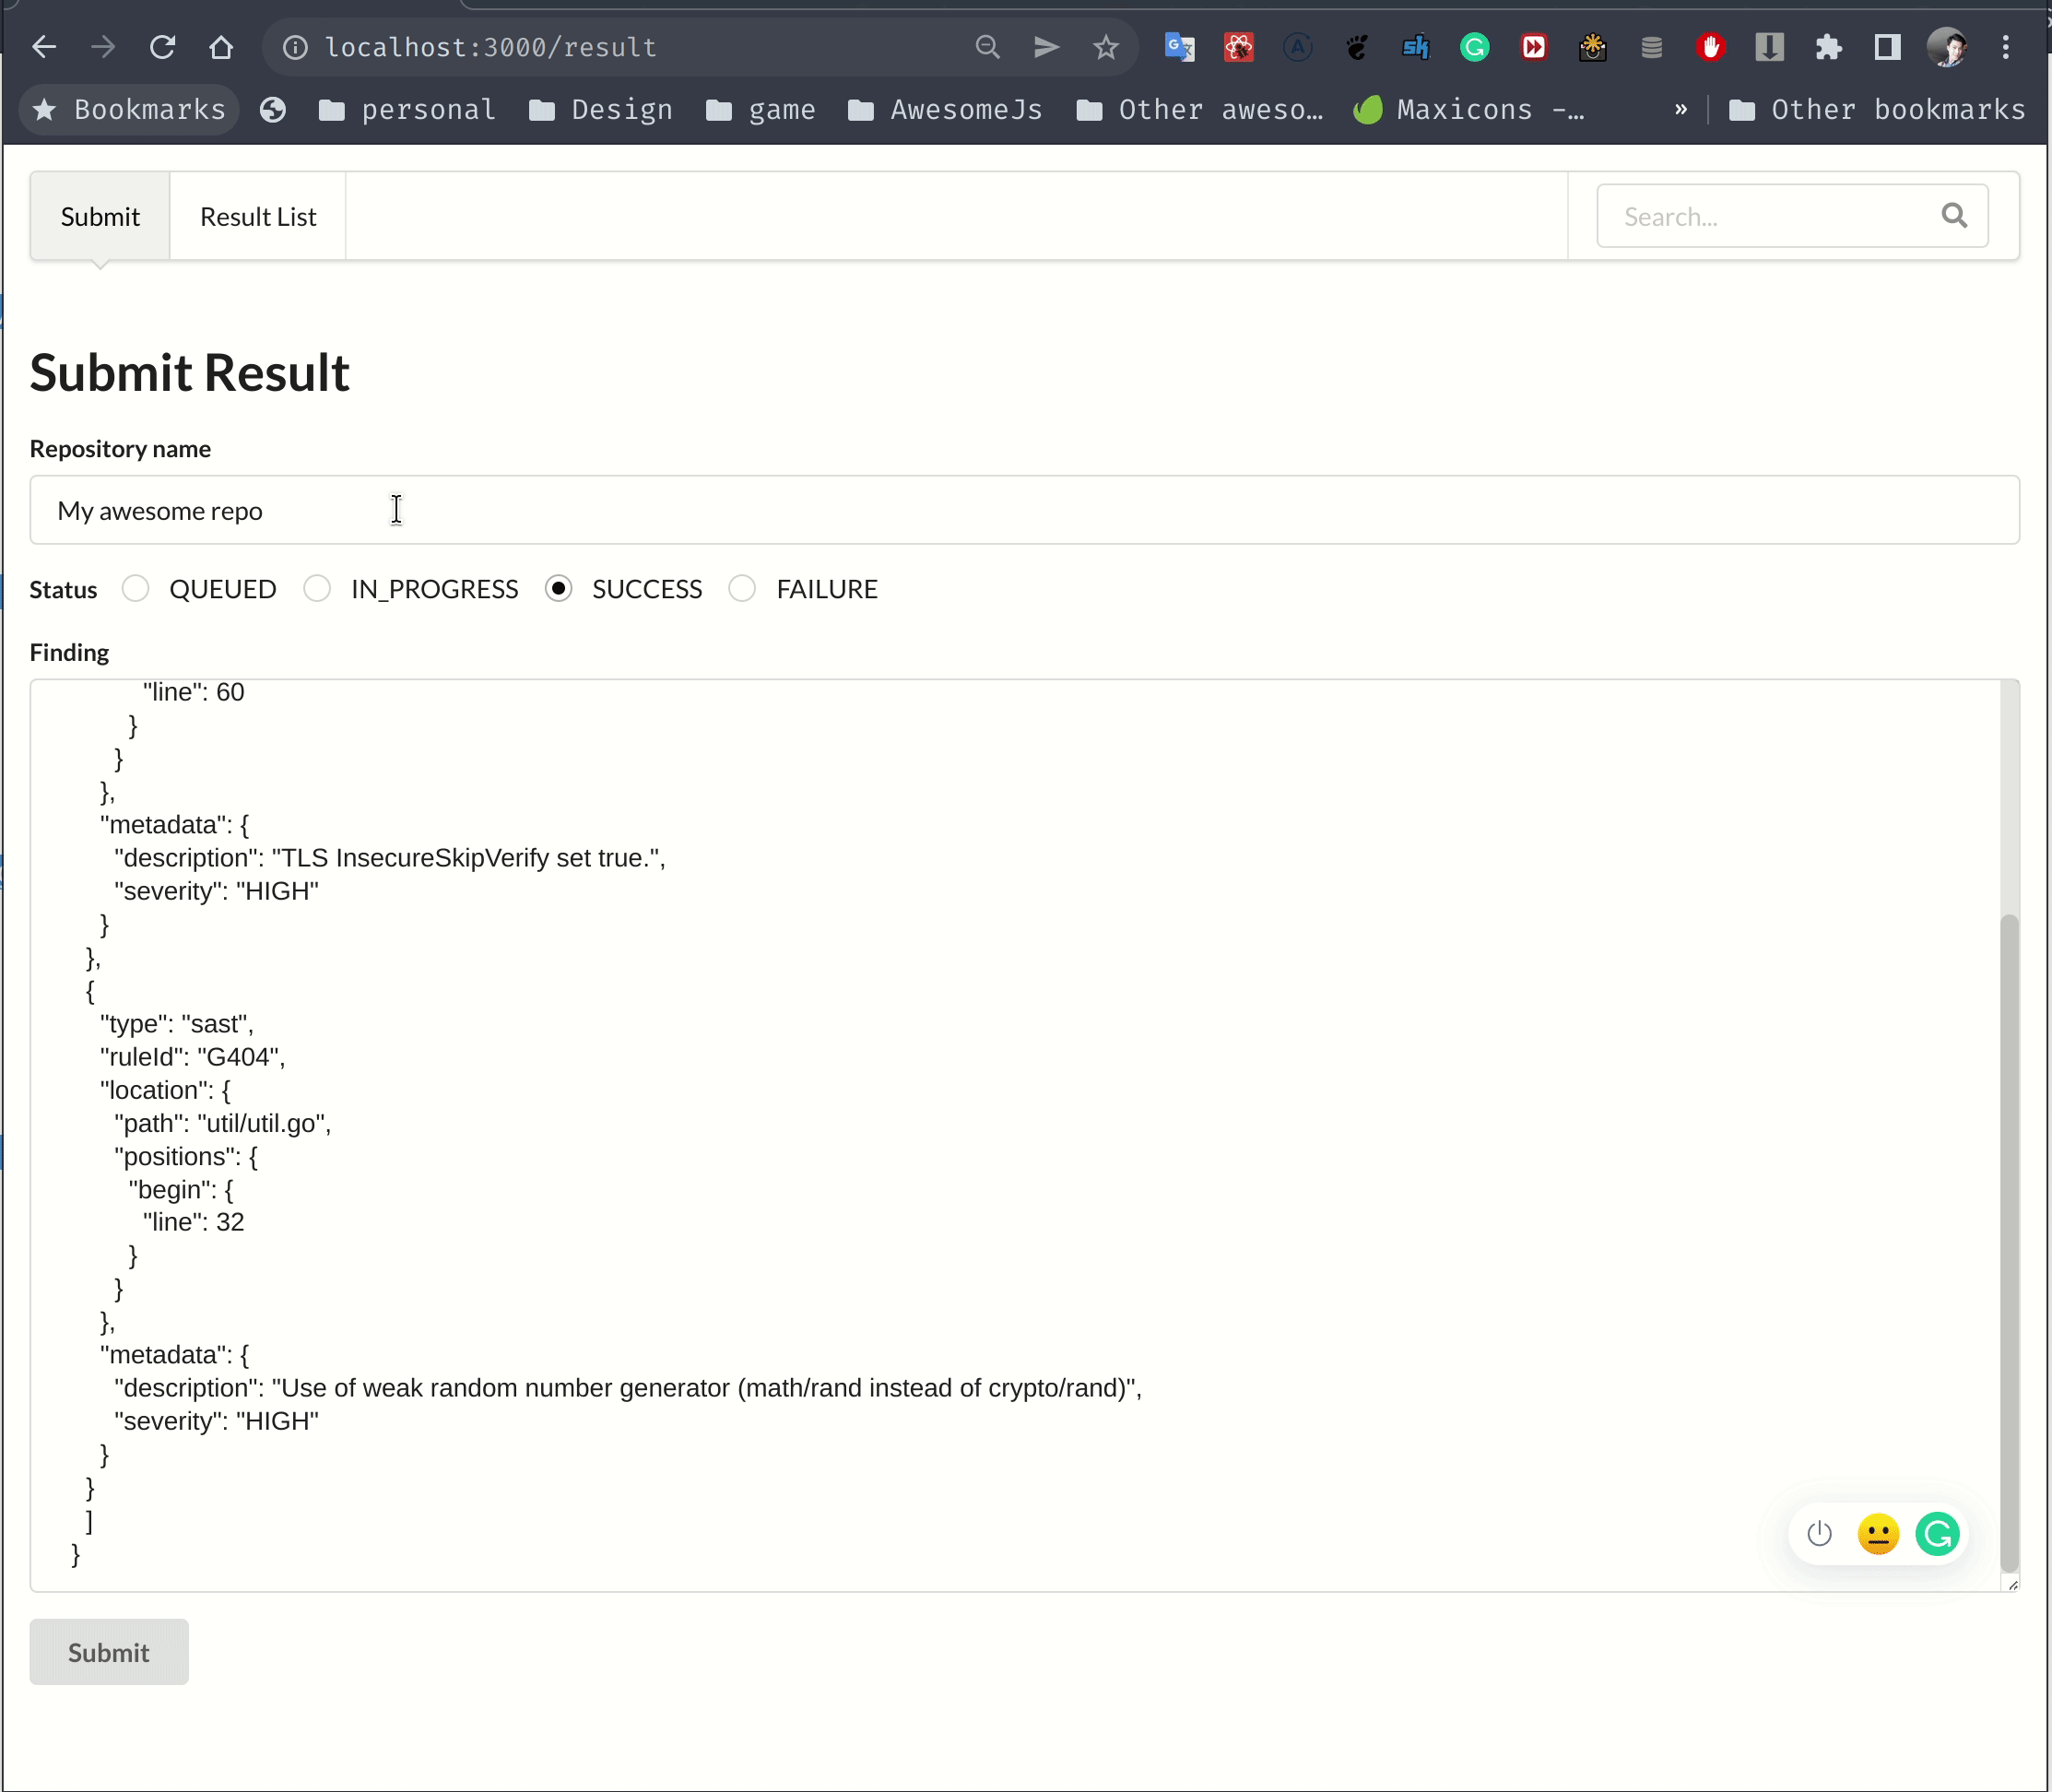 localhost:3000/result
Bookmarks personal Design game AwesomeJs Other aweso… Maxicons –… » Other bookmarks
Submit Result List Search...
Submit Result
Repository name
My awesome repo
Status QUEUED IN_PROGRESS SUCCESS FAILURE
Finding
"line": 60
}
}
},
"metadata": {
"description": "TLS InsecureSkipVerify set true.",
"severity": "HIGH"
}
},
{
"type": "sast",
"ruleId": "G404",
"location": {
"path": "util/util.go",
"positions": {
"begin": {
"line": 32
}
}
},
"metadata": {
"description": "Use of weak random number generator (math/rand instead of crypto/rand)",
"severity": "HIGH"
}
}
]
}
Submit